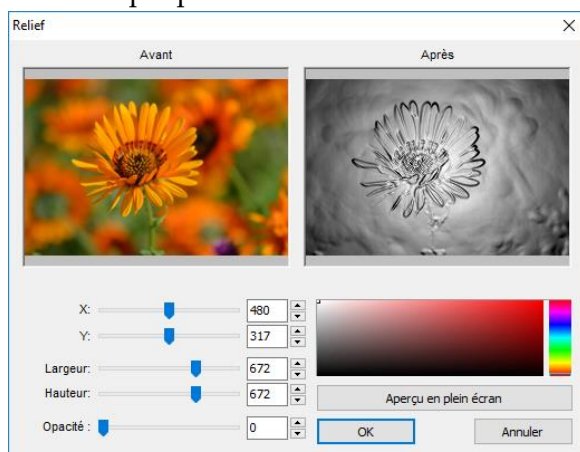 Relief
Avant Après
X: 480
Y: 317
Largeur: 672
Hauteur: 672
Opacité : 0
Aperçu en plein écran
OK Annuler